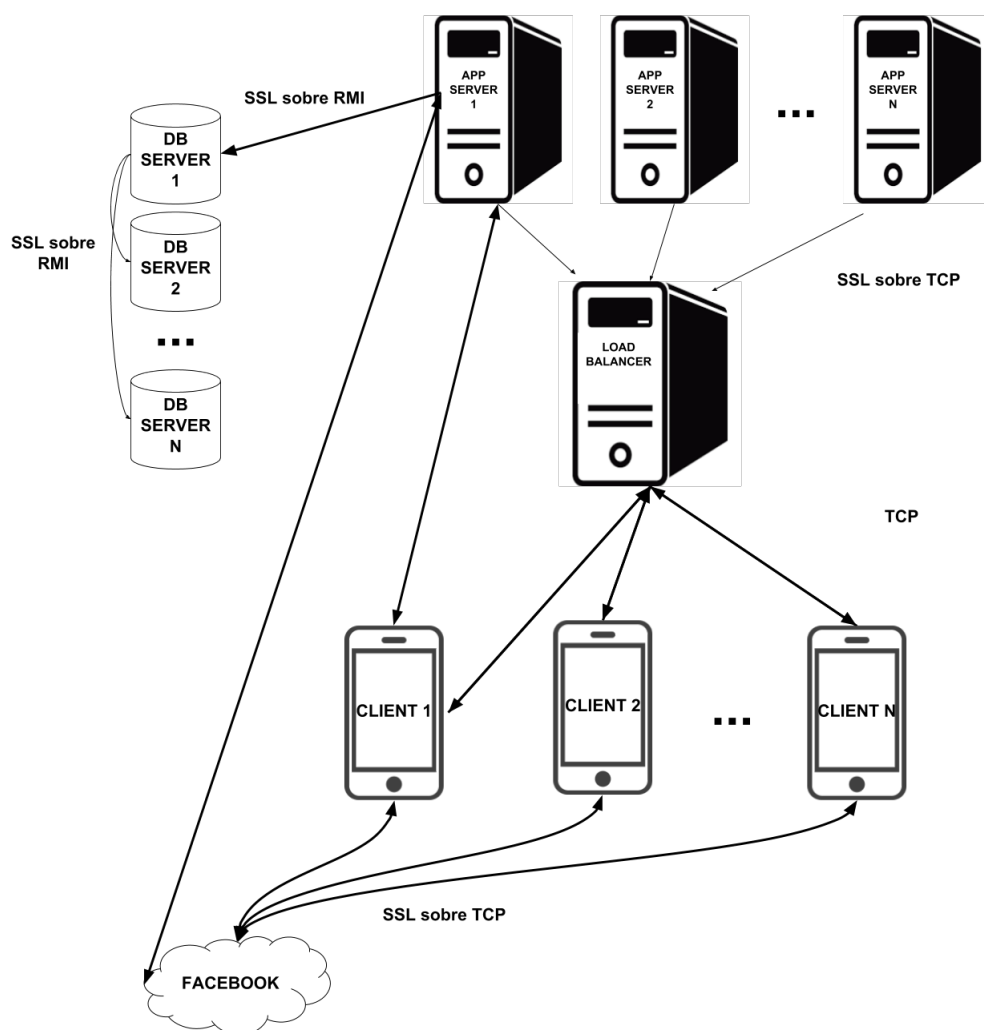 APP
SERVER
1
APP
SERVER
2
...
APP
SERVER
N
SSL sobre RMI
DB
SERVER
1
SSL sobre
RMI
DB
SERVER
2
...
DB
SERVER
N
SSL sobre TCP
LOAD
BALANCER
TCP
CLIENT 1
CLIENT 2
...
CLIENT N
SSL sobre TCP
FACEBOOK